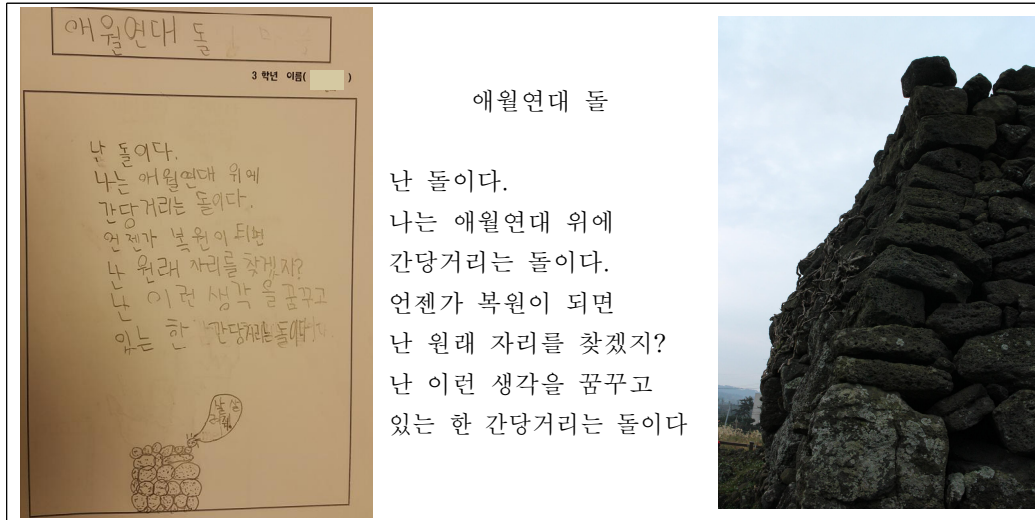 애월연대 돌
3 학년 이름( )
난 돌이다.
나는 애월연대 위에
간당거리는 돌이다.
언젠가 복원이 되면
난 원래 자리를 찾겠지?
난 이런 생각을 꿈꾸고
있는 한 간당거리는돌이다
애월연대 돌
난 돌이다.
나는 애월연대 위에
간당거리는 돌이다.
언젠가 복원이 되면
난 원래 자리를 찾겠지?
난 이런 생각을 꿈꾸고
있는 한 간당거리는 돌이다